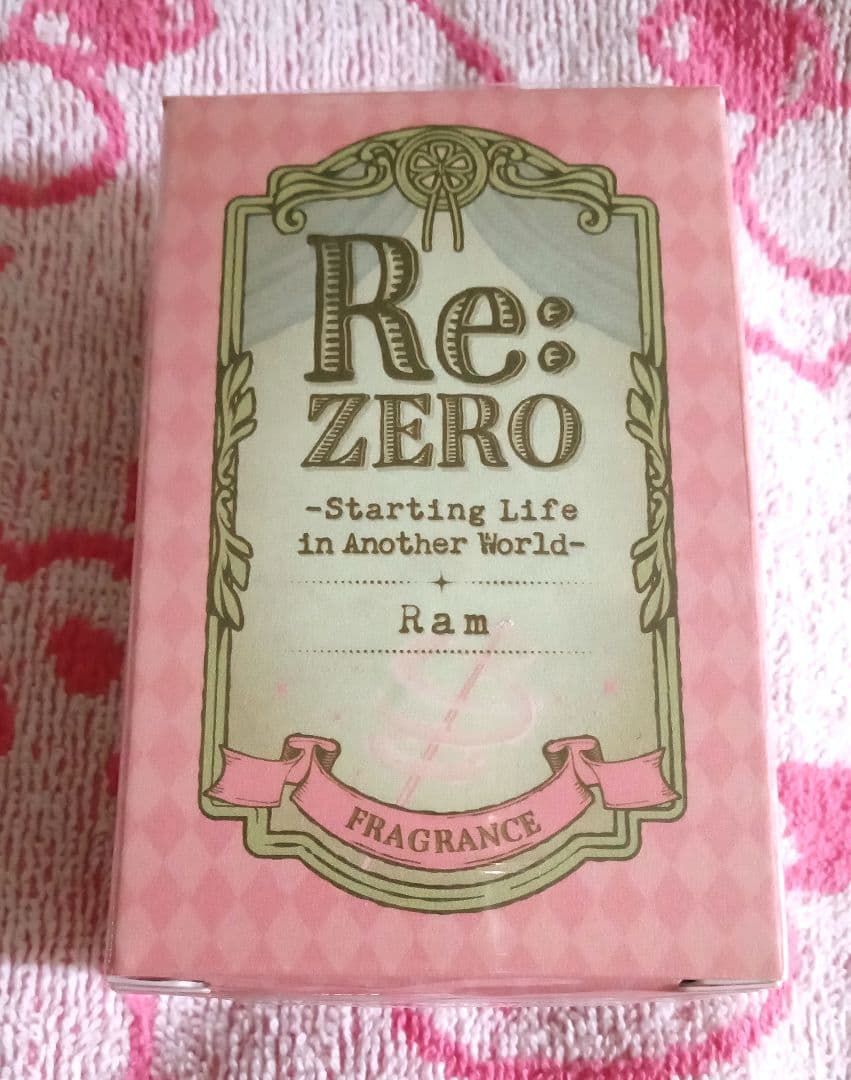 Re:
ZERO
-Starting Life
in Another World-
Ram
FRAGRANCE